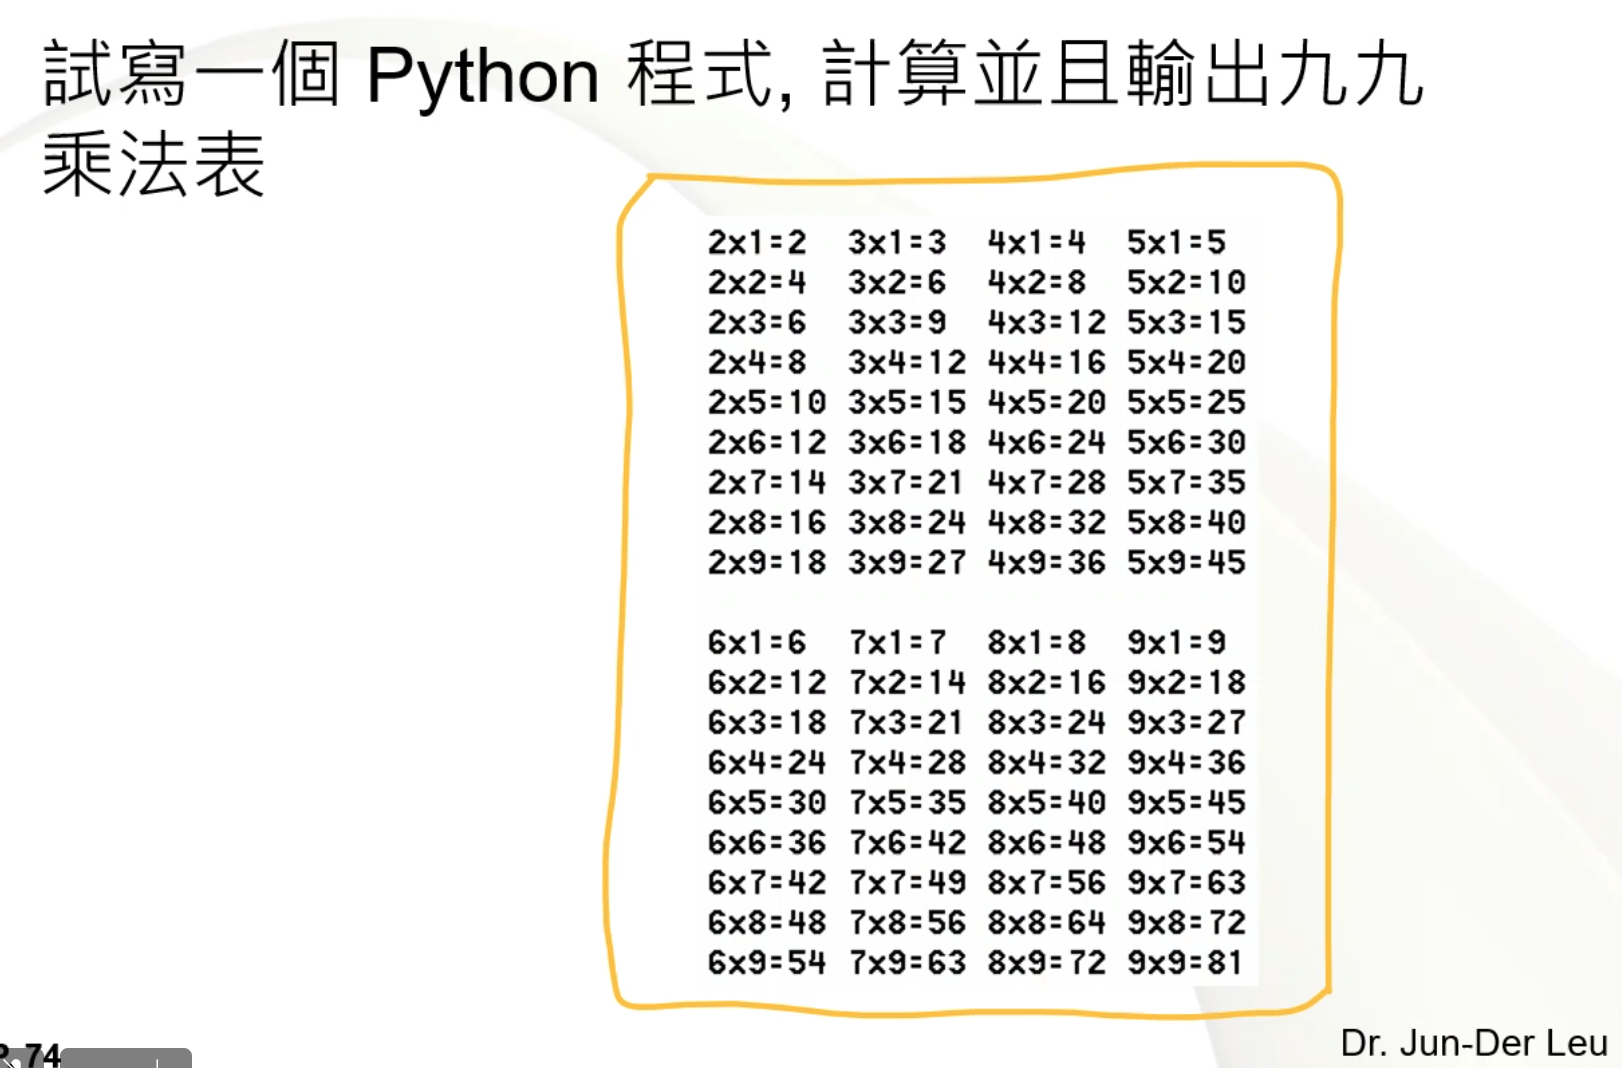 試寫一個 Python 程式, 計算並且輸出九九
乘法表
2x1=2 3x1=3 4x1=4 5x1=5
2x2=4 3x2=6 4x2=8 5x2=10
2x3=6 3x3=9 4x3=12 5x3=15
2x4=8 3x4=12 4x4=16 5x4=20
2x5=10 3x5=15 4x5=20 5x5=25
2x6=12 3x6=18 4x6=24 5x6=30
2x7=14 3x7=21 4x7=28 5x7=35
2x8=16 3x8=24 4x8=32 5x8=40
2x9=18 3x9=27 4x9=36 5x9=45
6x1=6 7x1=7 8x1=8 9x1=9
6x2=12 7x2=14 8x2=16 9x2=18
6x3=18 7x3=21 8x3=24 9x3=27
6x4=24 7x4=28 8x4=32 9x4=36
6x5=30 7x5=35 8x5=40 9x5=45
6x6=36 7x6=42 8x6=48 9x6=54
6x7=42 7x7=49 8x7=56 9x7=63
6x8=48 7x8=56 8x8=64 9x8=72
6x9=54 7x9=63 8x9=72 9x9=81
74
Dr. Jun-Der Leu